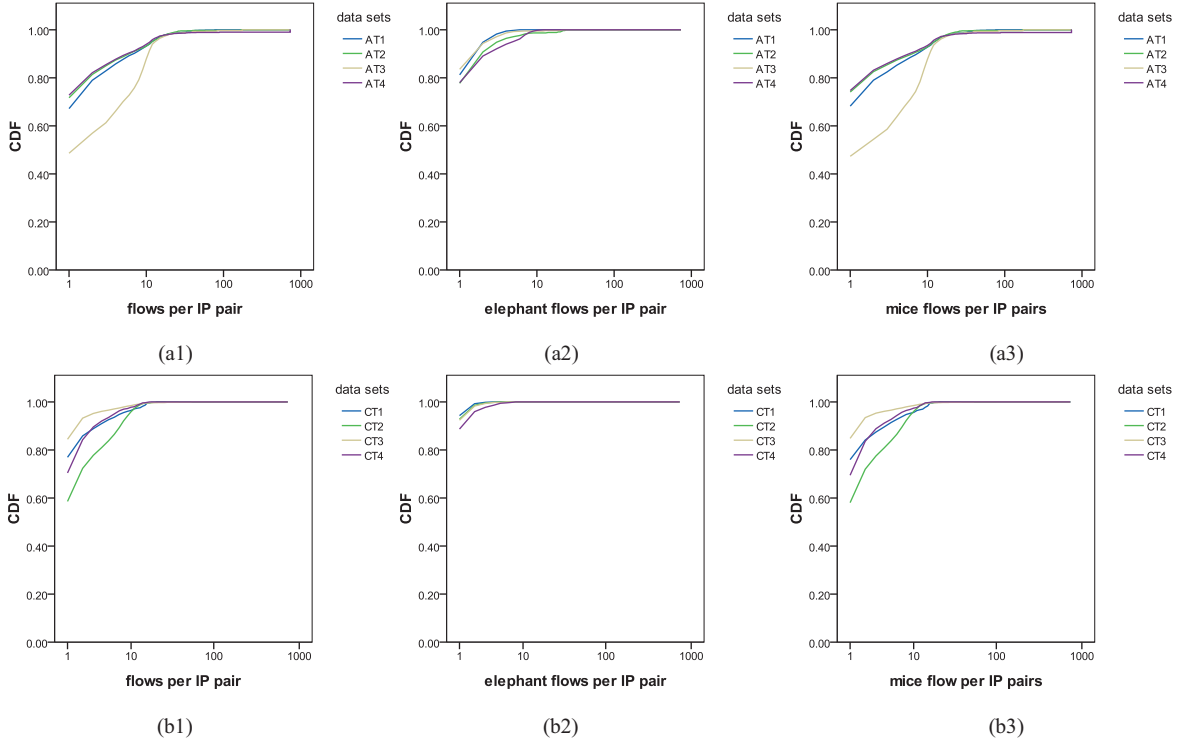 data sets
AT1
AT2
AT3
AT4
CDF
1.00
0.80
0.60
0.40
0.20
0.00
1 10 100 1000
flows per IP pair
(a1)
data sets
AT1
AT2
AT3
AT4
CDF
1.00
0.80
0.60
0.40
0.20
0.00
1 10 100 1000
elephant flows per IP pair
(a2)
data sets
AT1
AT2
AT3
AT4
CDF
1.00
0.80
0.60
0.40
0.20
0.00
1 10 100 1000
mice flows per IP pairs
(a3)
data sets
CT1
CT2
CT3
CT4
CDF
1.00
0.80
0.60
0.40
0.20
0.00
1 10 100 1000
flows per IP pair
(b1)
data sets
CT1
CT2
CT3
CT4
CDF
1.00
0.80
0.60
0.40
0.20
0.00
1 10 100 1000
elephant flows per IP pair
(b2)
data sets
CT1
CT2
CT3
CT4
CDF
1.00
0.80
0.60
0.40
0.20
0.00
1 10 100 1000
mice flow per IP pairs
(b3)